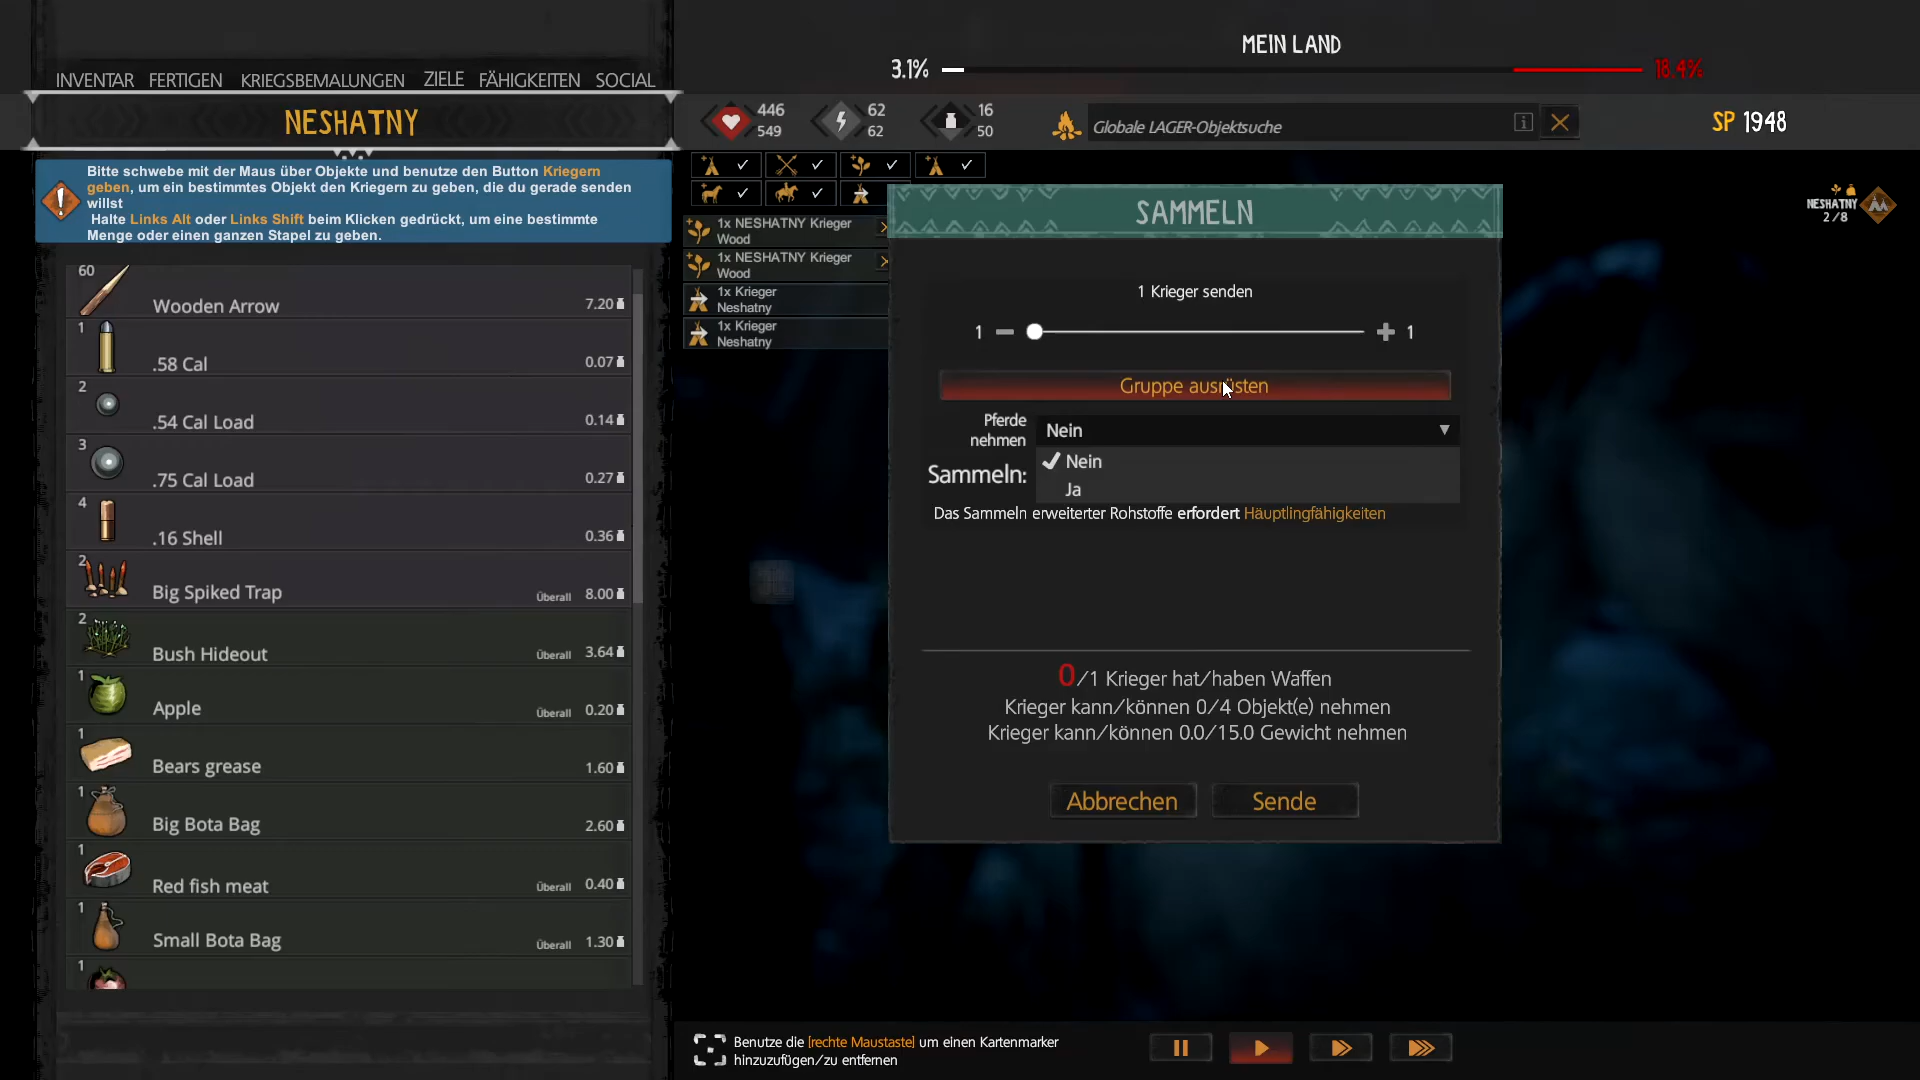 MEIN LAND
3.1%
18.4%
INVENTAR FERTIGEN KRIEGSBEMALUNGEN ZIELE FÄHIGKEITEN SOCIAL
NESHATNY
446
549
62
62
16
50
Globale LAGER-Objektsuche
SP 1948
Bitte schwebe mit der Maus über Objekte und benutze den Button Kriegern
geben, um ein bestimmtes Objekt den Kriegern zu geben, die du gerade senden
willst
Halte Links Alt oder Links Shift beim Klicken gedrückt, um eine bestimmte
Menge oder einen ganzen Stapel zu geben.
60
Wooden Arrow 7.20
1
.58 Cal 0.07
2
.54 Cal Load 0.14
3
.75 Cal Load 0.27
4
.16 Shell 0.36
2
Big Spiked Trap Überall 8.00
2
Bush Hideout Überall 3.64
1
Apple Überall 0.20
1
Bears grease 1.60
1
Big Bota Bag 2.60
1
Red fish meat Überall 0.40
1
Small Bota Bag Überall 1.30
1
1x NESHATNY Krieger
Wood
1x NESHATNY Krieger
Wood
1x Krieger
Neshatny
1x Krieger
Neshatny
SAMMELN
1 Krieger senden
1 1
Gruppe ausrüsten
Pferde
nehmen
Nein
Nein
Ja
Sammeln:
Das Sammeln erweiterter Rohstoffe erfordert Häuptlingfähigkeiten
0/1 Krieger hat/haben Waffen
Krieger kann/können 0/4 Objekt(e) nehmen
Krieger kann/können 0.0/15.0 Gewicht nehmen
Abbrechen Sende
NESHATNY
2/8
Benutze die [rechte Maustaste] um einen Kartenmarker
hinzuzufügen/zu entfernen